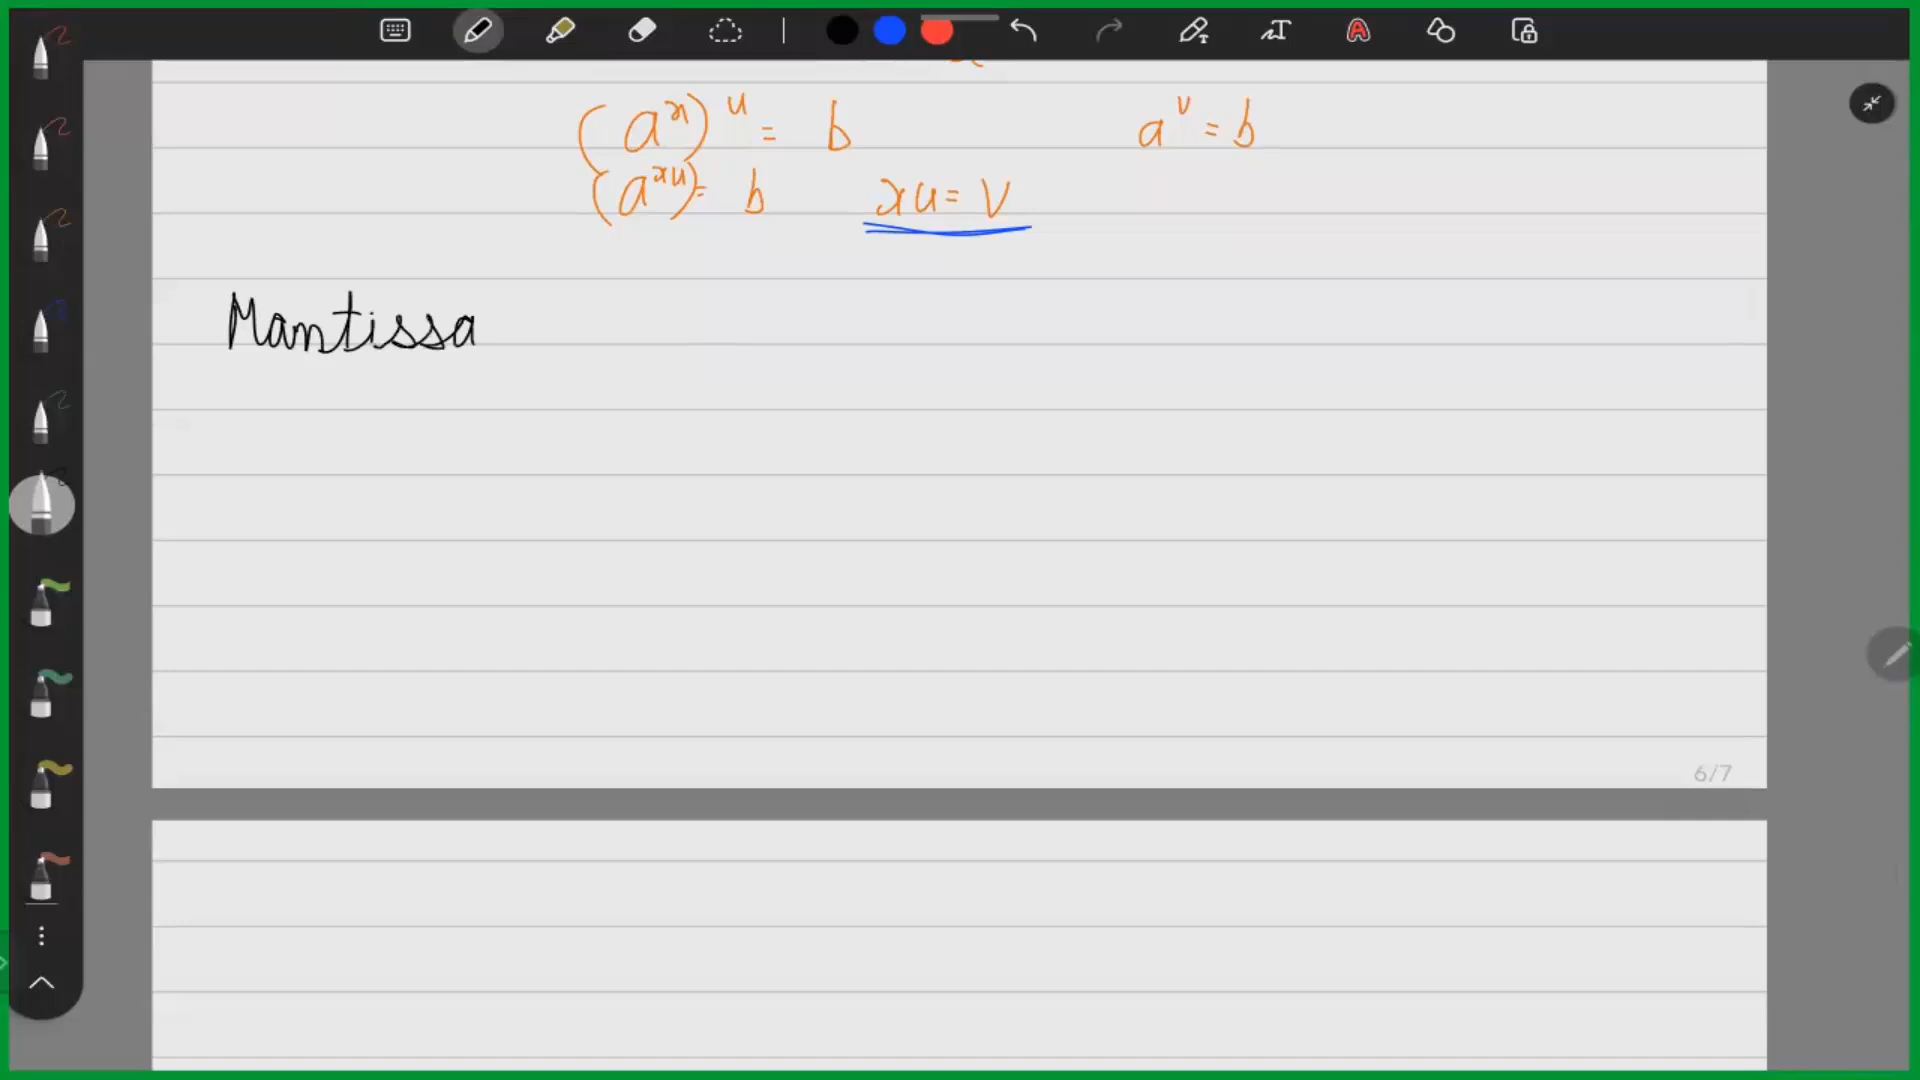 (a^x)^u = b a^v = b
(a^xu) = b xu = v
Mantissa
6/7